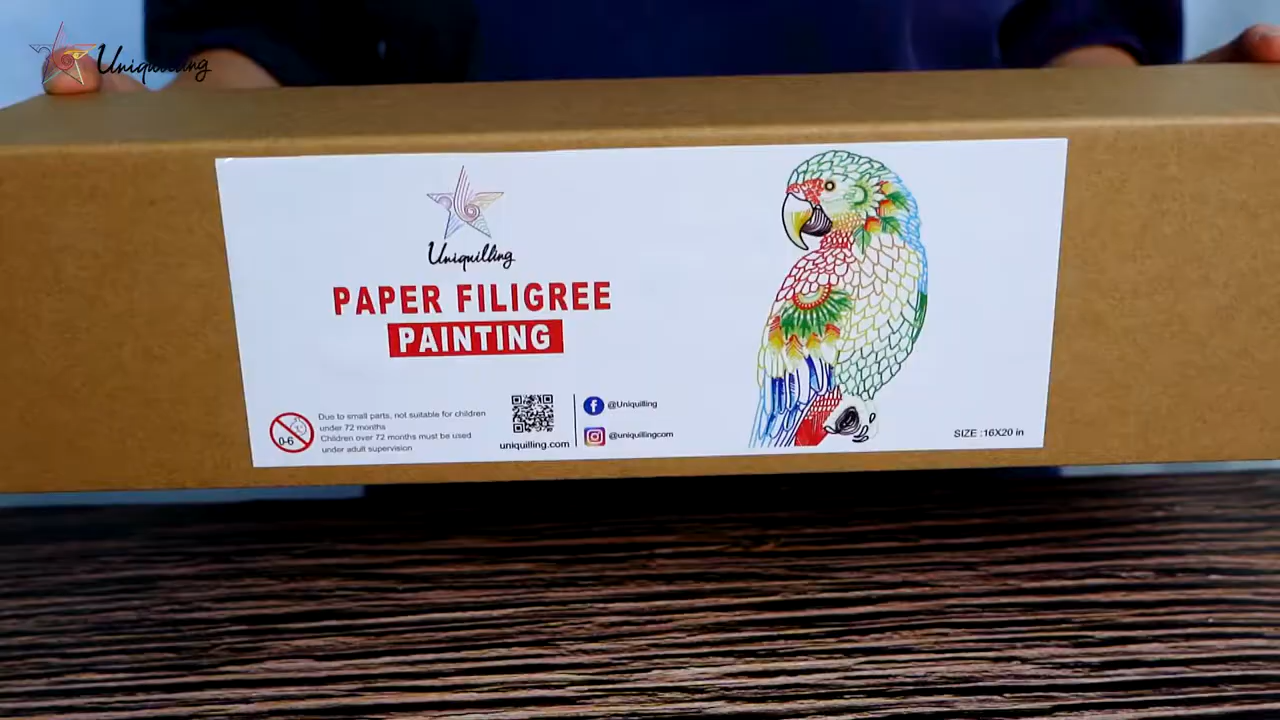 Uniquilling
Uniquilling
PAPER FILIGREE
PAINTING
0-6
Due to small parts, not suitable for children
under 72 months
Children over 72 months must be used
under adult supervision
uniquilling.com
@Uniquilling
@uniquillingcom
SIZE :16X20 in